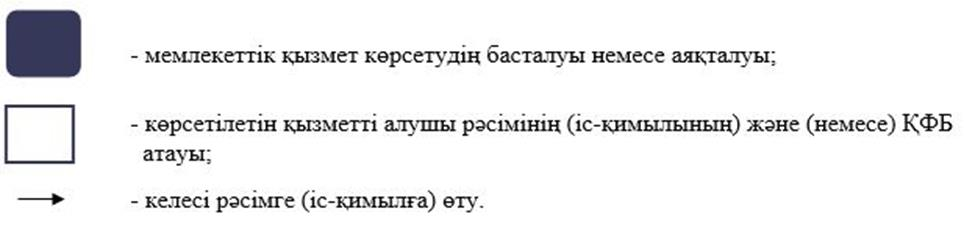 - мемлекеттік қызмет көрсетудің басталуы немесе аяқталуы;
- көрсетілетін қызметті алушы рәсімінің (іс-қимылының) және (немесе) ҚФБ
атауы;
- келесі рәсімге (іс-қимылға) өту.